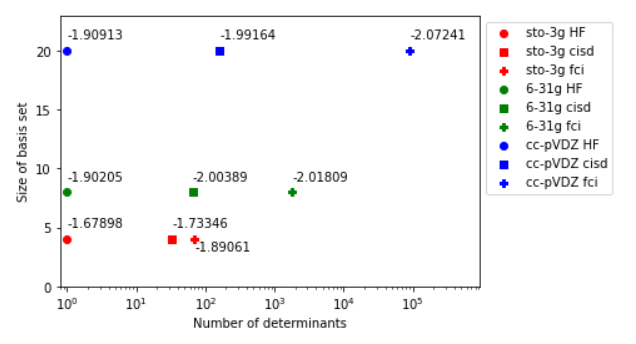 -1.90913
-1.99164
-2.07241
20
15
10
5
0
Size of basis set
-1.90205
-2.00389
-2.01809
-1.67898
-1.73346
-1.89061
10⁰
10¹
10²
10³
10⁴
10⁵
Number of determinants
sto-3g HF
sto-3g cisd
sto-3g fci
6-31g HF
6-31g cisd
6-31g fci
cc-pVDZ HF
cc-pVDZ cisd
cc-pVDZ fci